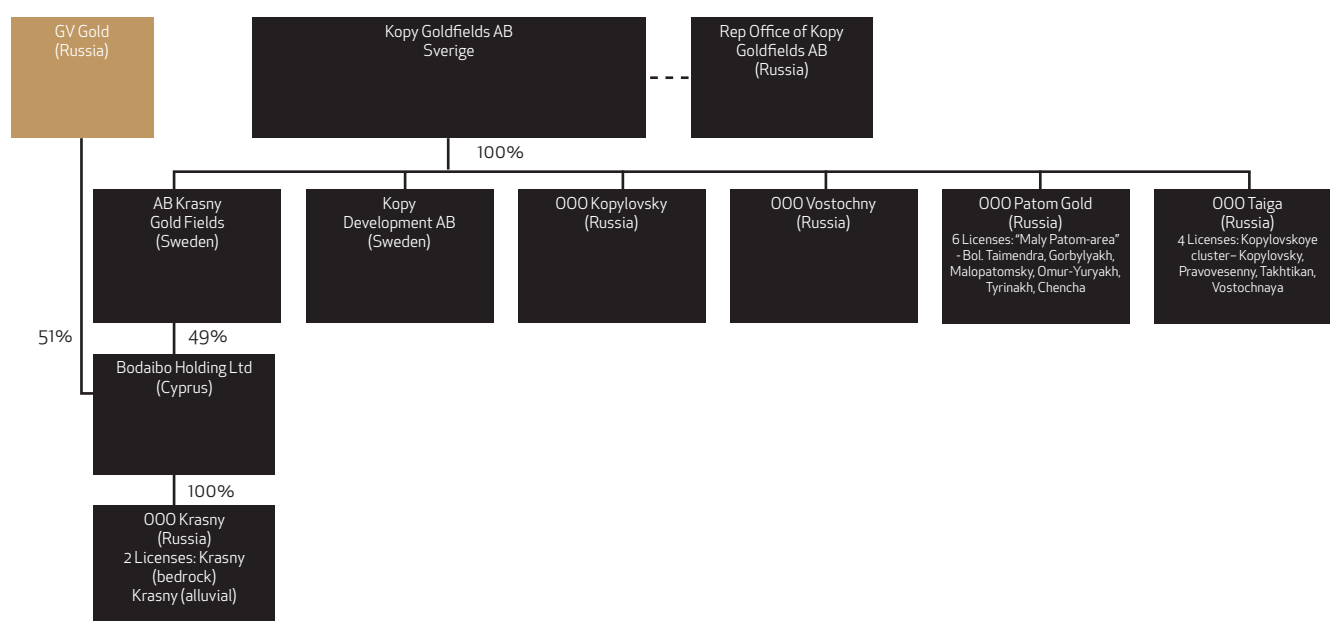 GV Gold
(Russia)
Kopy Goldfields AB
Sverige
Rep Office of Kopy
Goldfields AB
(Russia)
100%
AB Krasny
Gold Fields
(Sweden)
Kopy
Development AB
(Sweden)
OOO Kopylovsky
(Russia)
OOO Vostochny
(Russia)
OOO Patom Gold
(Russia)
6 Licenses: “Maly Patom-area”
- Bol. Taimendra, Gorbylyakh,
Malopatomsky, Omur-Yuryakh,
Tyrinakh, Chencha
OOO Taiga
(Russia)
4 Licenses: Kopylovskoye
cluster– Kopylovsky,
Pravovesenny, Takhtikan,
Vostochnaya
51%
49%
Bodaibo Holding Ltd
(Cyprus)
100%
OOO Krasny
(Russia)
2 Licenses: Krasny
(bedrock)
Krasny (alluvial)